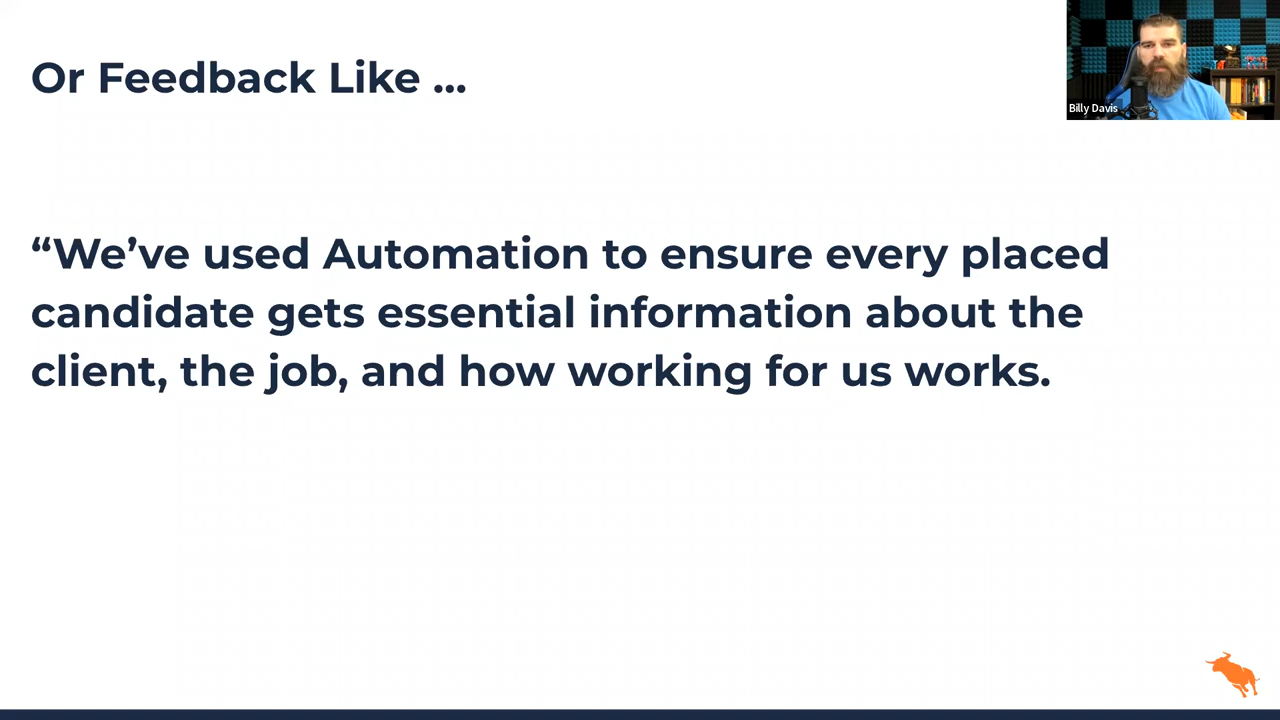 Or Feedback Like ...
Billy Davis
“We’ve used Automation to ensure every placed
candidate gets essential information about the
client, the job, and how working for us works.